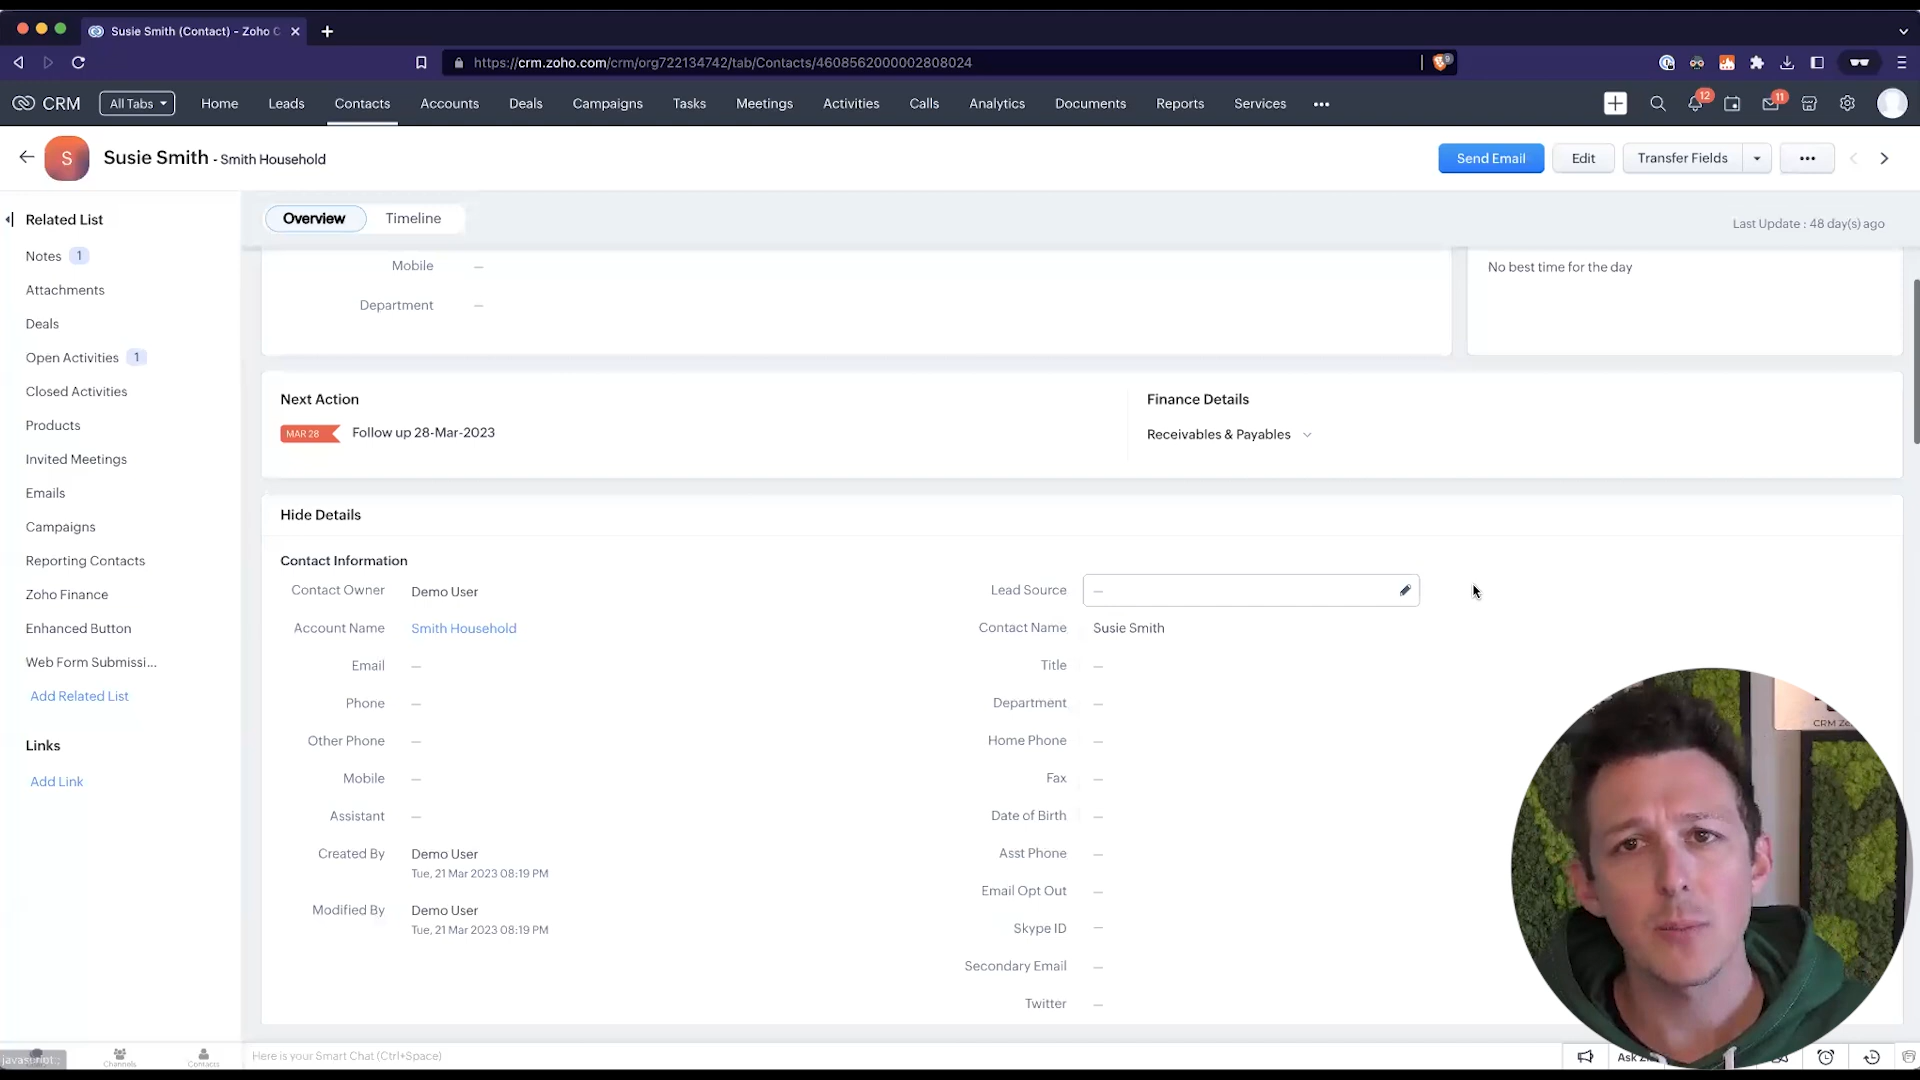 Susie Smith (Contact) - Zoho C
https://crm.zoho.com/crm/org722134742/tab/Contacts/4608562000002808024
9
CRM All Tabs Home Leads Contacts Accounts Deals Campaigns Tasks Meetings Activities Calls Analytics Documents Reports Services 12 11
S Susie Smith - Smith Household Send Email Edit Transfer Fields
Related List
Notes 1
Attachments
Deals
Open Activities 1
Closed Activities
Products
Invited Meetings
Emails
Campaigns
Reporting Contacts
Zoho Finance
Enhanced Button
Web Form Submissi...
Add Related List
Links
Add Link
Overview Timeline
Last Update : 48 day(s) ago
Mobile —
Department —
No best time for the day
Next Action
MAR 28 Follow up 28-Mar-2023
Finance Details
Receivables & Payables
Hide Details
Contact Information
Contact Owner Demo User
Account Name Smith Household
Email —
Phone —
Other Phone —
Mobile —
Assistant —
Created By Demo User
Tue, 21 Mar 2023 08:19 PM
Modified By Demo User
Tue, 21 Mar 2023 08:19 PM
Lead Source —
Contact Name Susie Smith
Title —
Department —
Home Phone —
Fax —
Date of Birth —
Asst Phone —
Email Opt Out —
Skype ID —
Secondary Email —
Twitter —
Channels
Contacts
Here is your Smart Chat (Ctrl+Space)
Ask